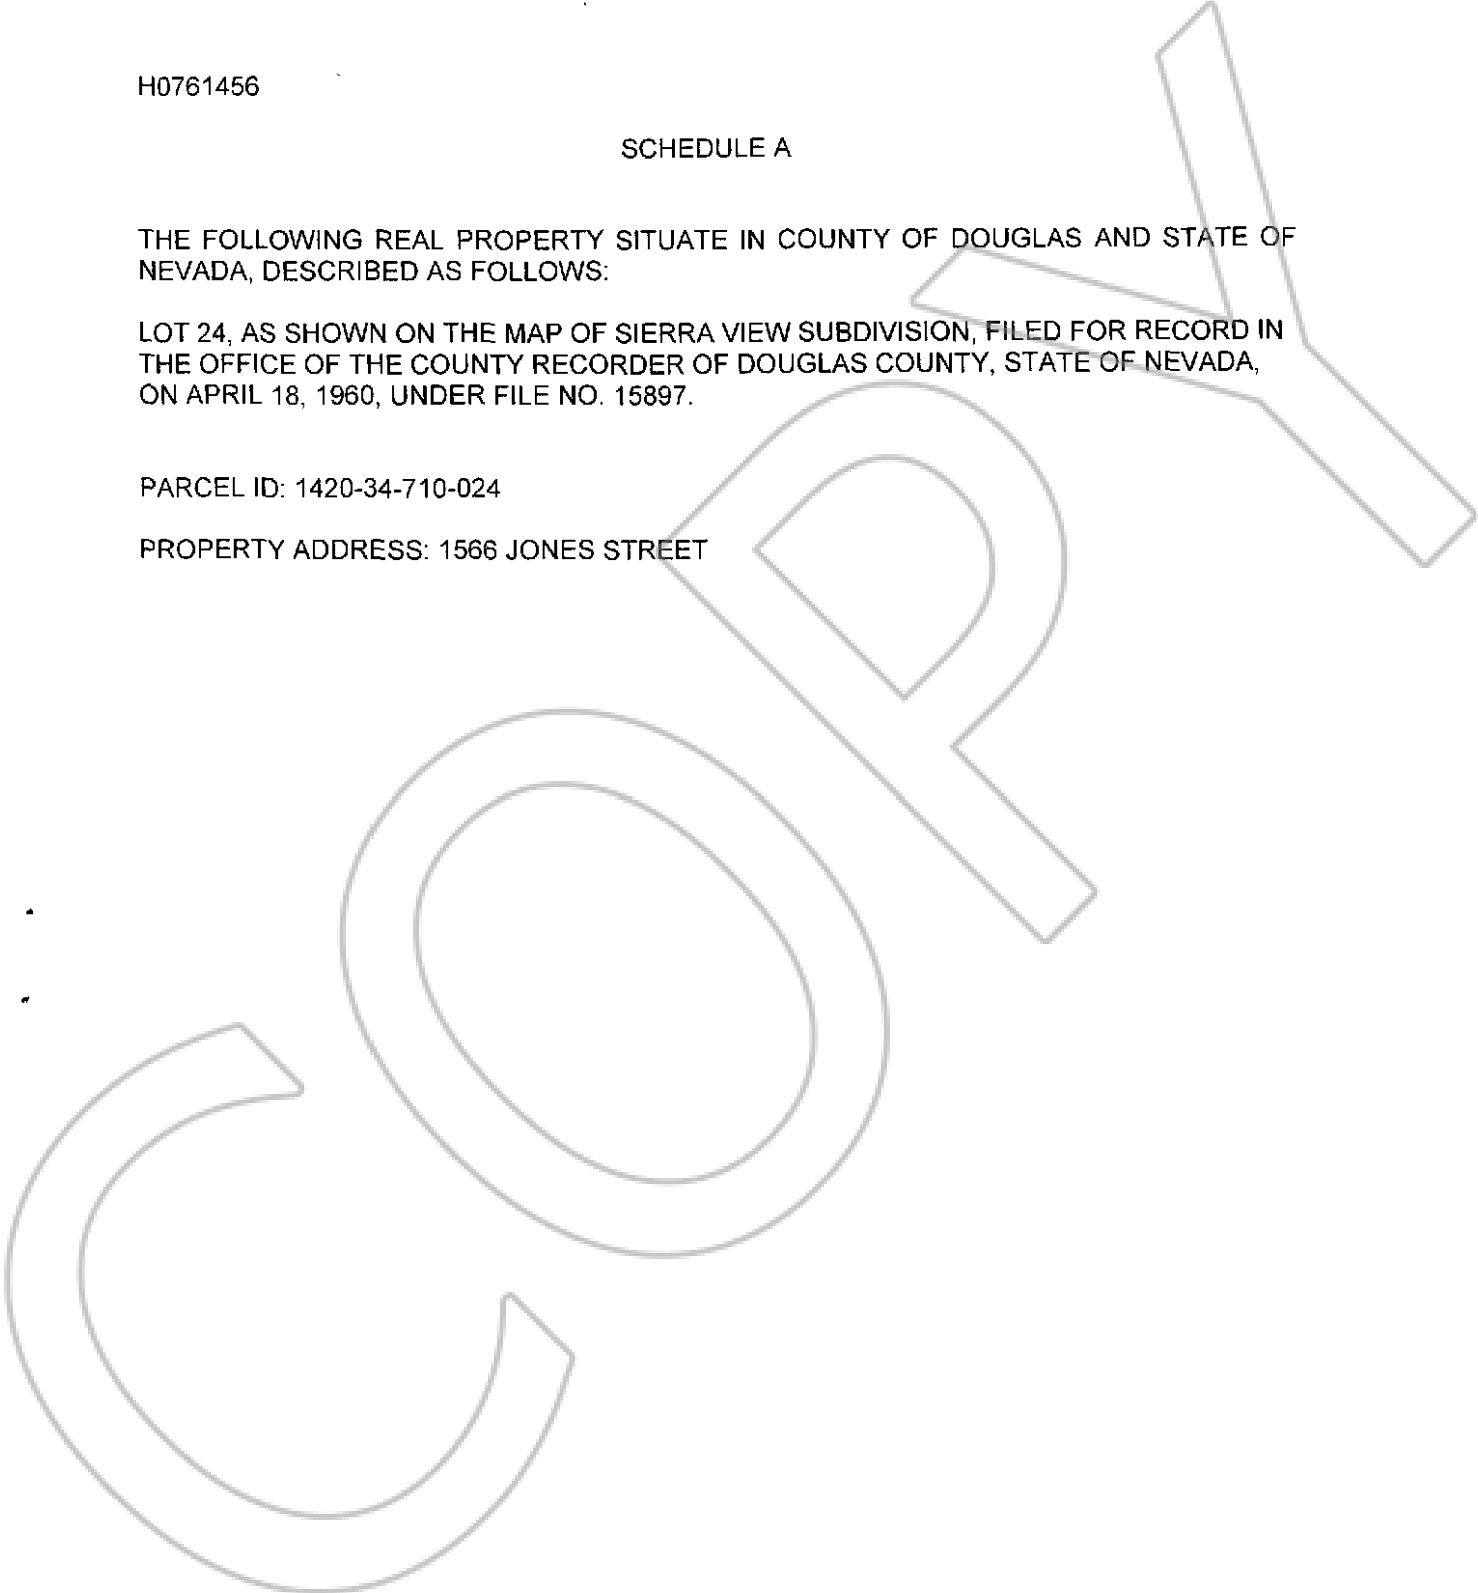 H0761456
SCHEDULE A
THE FOLLOWING REAL PROPERTY SITUATE IN COUNTY OF DOUGLAS AND STATE OF
NEVADA, DESCRIBED AS FOLLOWS:
LOT 24, AS SHOWN ON THE MAP OF SIERRA VIEW SUBDIVISION, FILED FOR RECORD IN
THE OFFICE OF THE COUNTY RECORDER OF DOUGLAS COUNTY, STATE OF NEVADA,
ON APRIL 18, 1960, UNDER FILE NO. 15897.
PARCEL ID: 1420-34-710-024
PROPERTY ADDRESS: 1566 JONES STREET
COPY